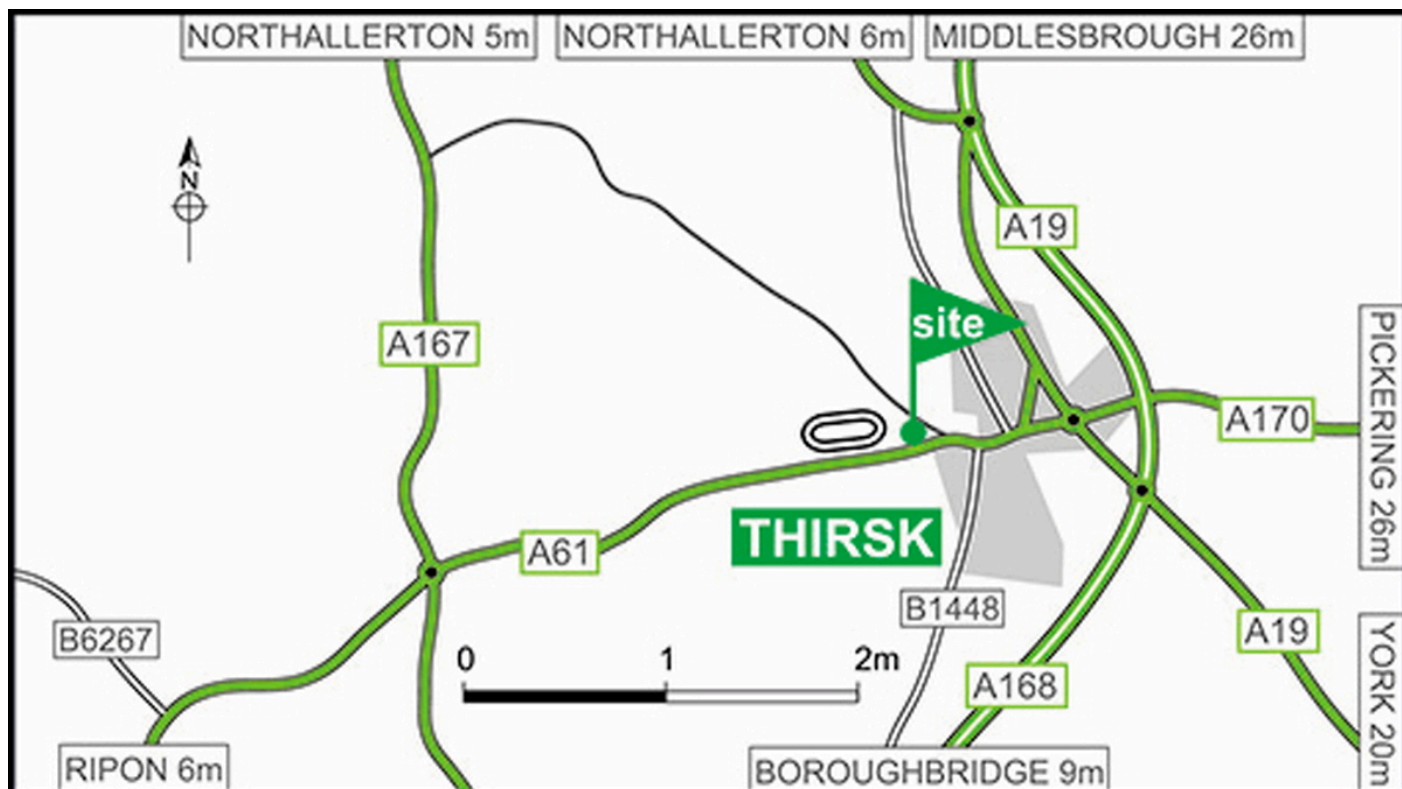 NORTHALLERTON 5m
NORTHALLERTON 6m
MIDDLESBROUGH 26m
N
A19
site
A167
PICKERING 26m
A170
THIRSK
A61
B1448
B6267
A19
0 1 2m
A168
YORK 20m
RIPON 6m
BOROUGHBRIDGE 9m